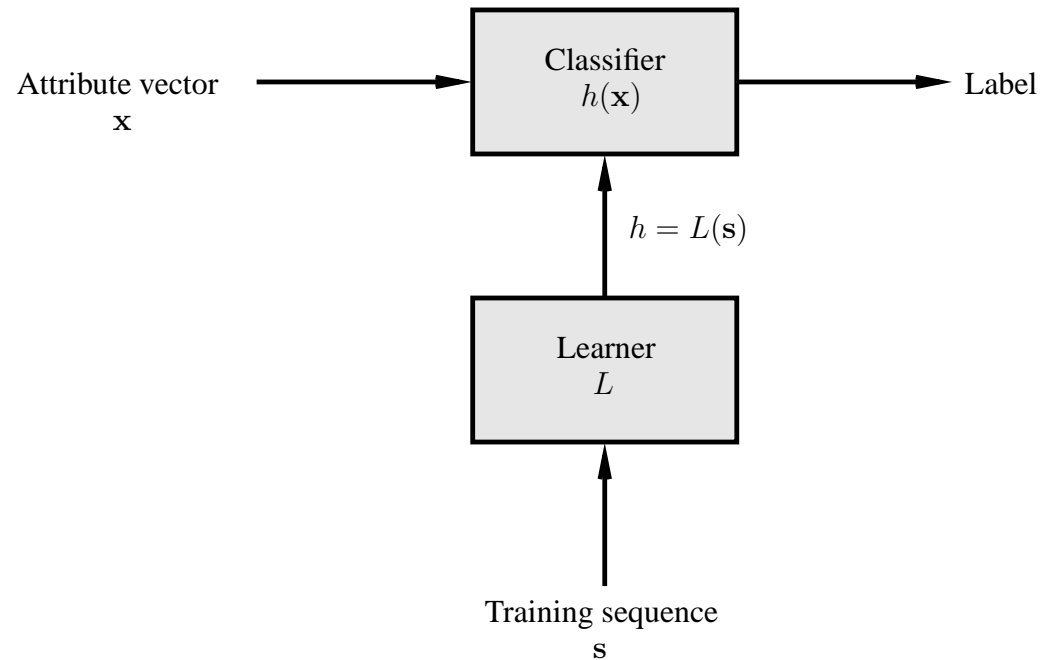 Classifier
h(x)
Attribute vector
x
Label
h = L(s)
Learner
L
Training sequence
s